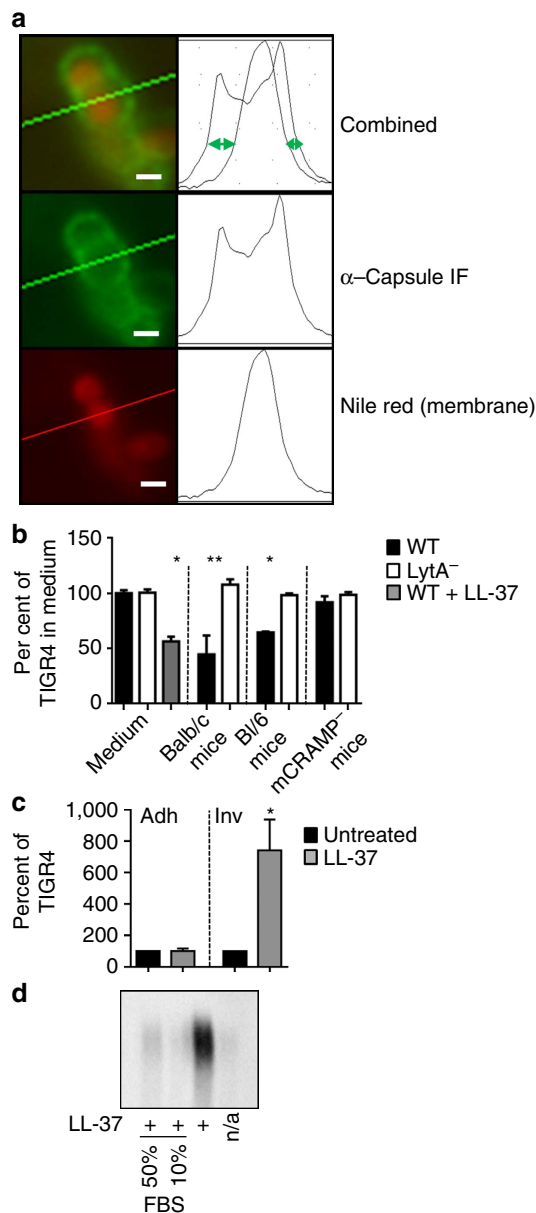 a
Combined
α–Capsule IF
Nile red (membrane)
b
Per cent of
TIGR4 in medium
150
100
50
0
* ** *
Medium
Balb/c
mice
Bl/6
mice
mCRAMP⁻
mice
WT
LytA⁻
WT + LL-37
c
Percent of
TIGR4
1,000
800
600
400
200
0
Adh Inv
*
Untreated
LL-37
d
LL-37 + + + n/a
50% 10%
FBS